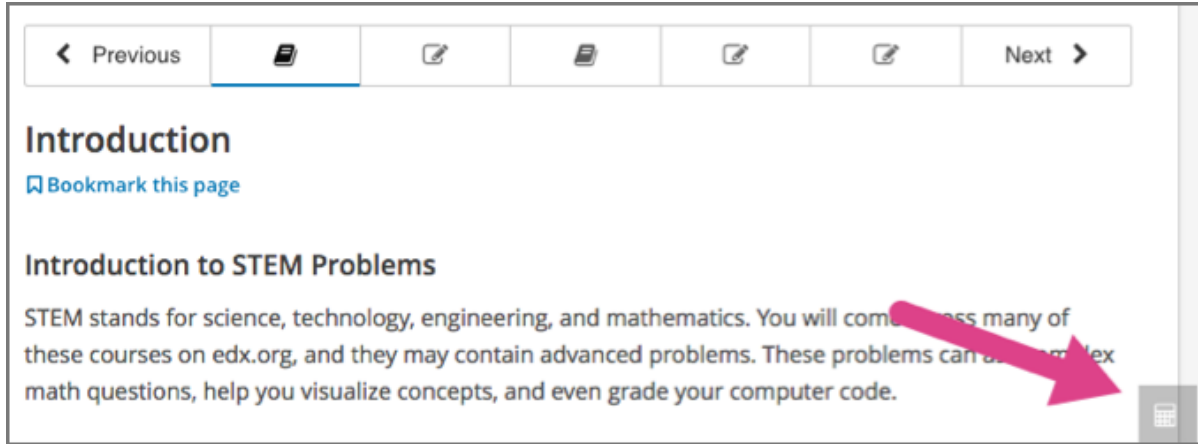 Previous Next
Introduction
Bookmark this page
Introduction to STEM Problems
STEM stands for science, technology, engineering, and mathematics. You will many of
these courses on edx.org, and they may contain advanced problems. These problems can
math questions, help you visualize concepts, and even grade your computer code.